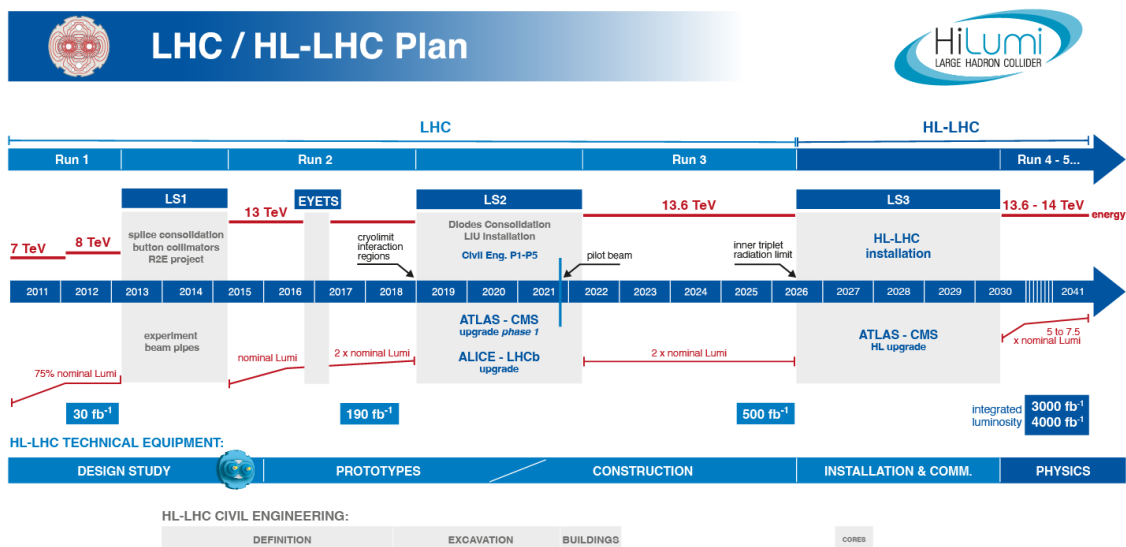 LHC / HL-LHC Plan
HiLumi
LARGE HADRON COLLIDER
LHC
HL-LHC
Run 1
Run 2
Run 3
Run 4 - 5...
LS1
EYETS
LS2
LS3
13 TeV
13.6 TeV
13.6 - 14 TeV
energy
7 TeV
8 TeV
splice consolidation
button collimators
R2E project
cryolimit
interaction
regions
Diodes Consolidation
LIU Installation
Civil Eng. P1-P5
pilot beam
inner triplet
radiation limit
HL-LHC
installation
2011
2012
2013
2014
2015
2016
2017
2018
2019
2020
2021
2022
2023
2024
2025
2026
2027
2028
2029
2030
2041
experiment
beam pipes
ATLAS - CMS
upgrade phase 1
ALICE - LHCb
upgrade
ATLAS - CMS
HL upgrade
5 to 7.5
x nominal Lumi
75% nominal Lumi
nominal Lumi
2 x nominal Lumi
2 x nominal Lumi
30 fb-1
190 fb-1
500 fb-1
integrated
luminosity
3000 fb-1
4000 fb-1
HL-LHC TECHNICAL EQUIPMENT:
DESIGN STUDY
PROTOTYPES
CONSTRUCTION
INSTALLATION & COMM.
PHYSICS
HL-LHC CIVIL ENGINEERING:
DEFINITION
EXCAVATION
BUILDINGS
CORES